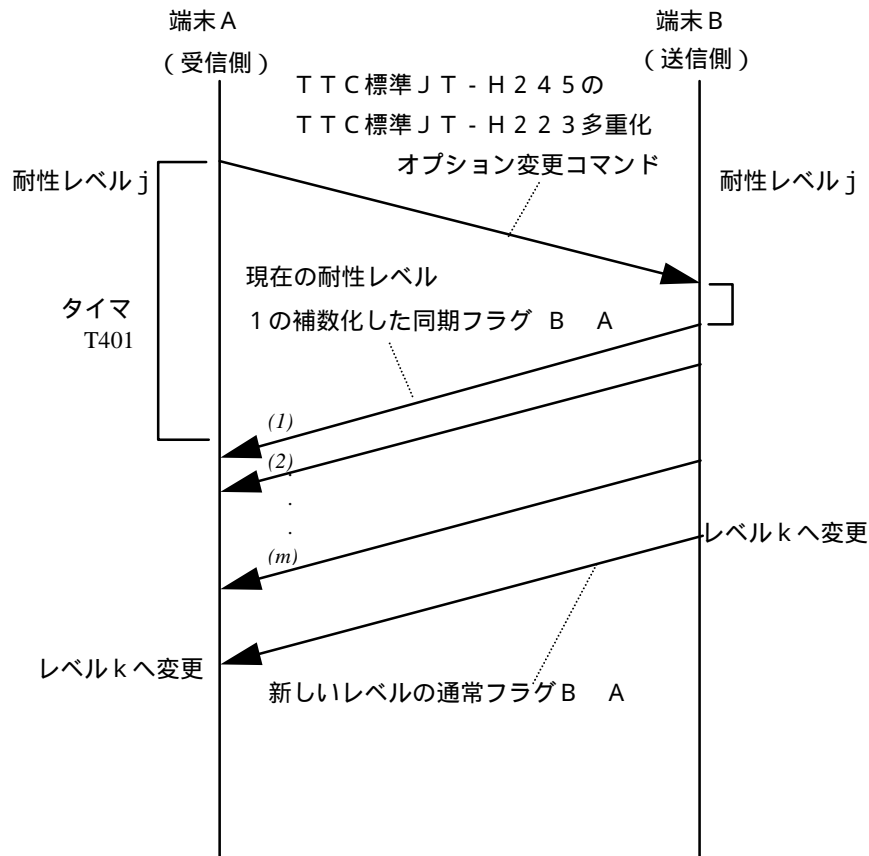 端末A
(受信側)
端末B
(送信側)
TTC標準JT-H245の
TTC標準JT-H223多重化
オプション変更コマンド
耐性レベルj
耐性レベルj
タイマ
T401
現在の耐性レベル
1の補数化した同期フラグ B A
(1)
(2)
.
.
.
(m)
レベルkへ変更
レベルkへ変更
新しいレベルの通常フラグB A